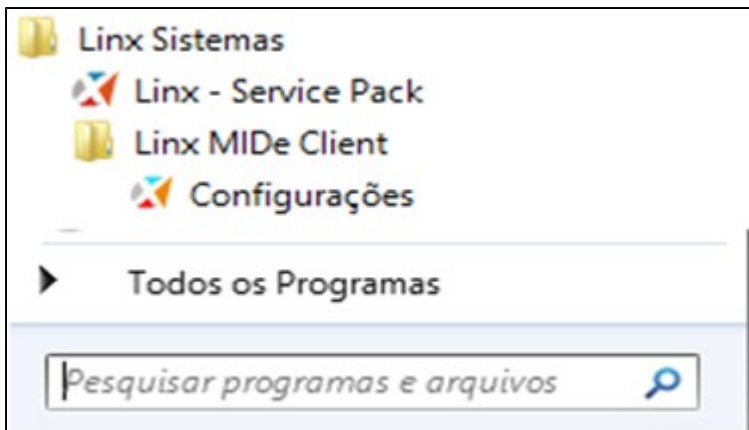 Linx Sistemas
Linx - Service Pack
Linx MIDe Client
Configurações
Todos os Programas
Pesquisar programas e arquivos